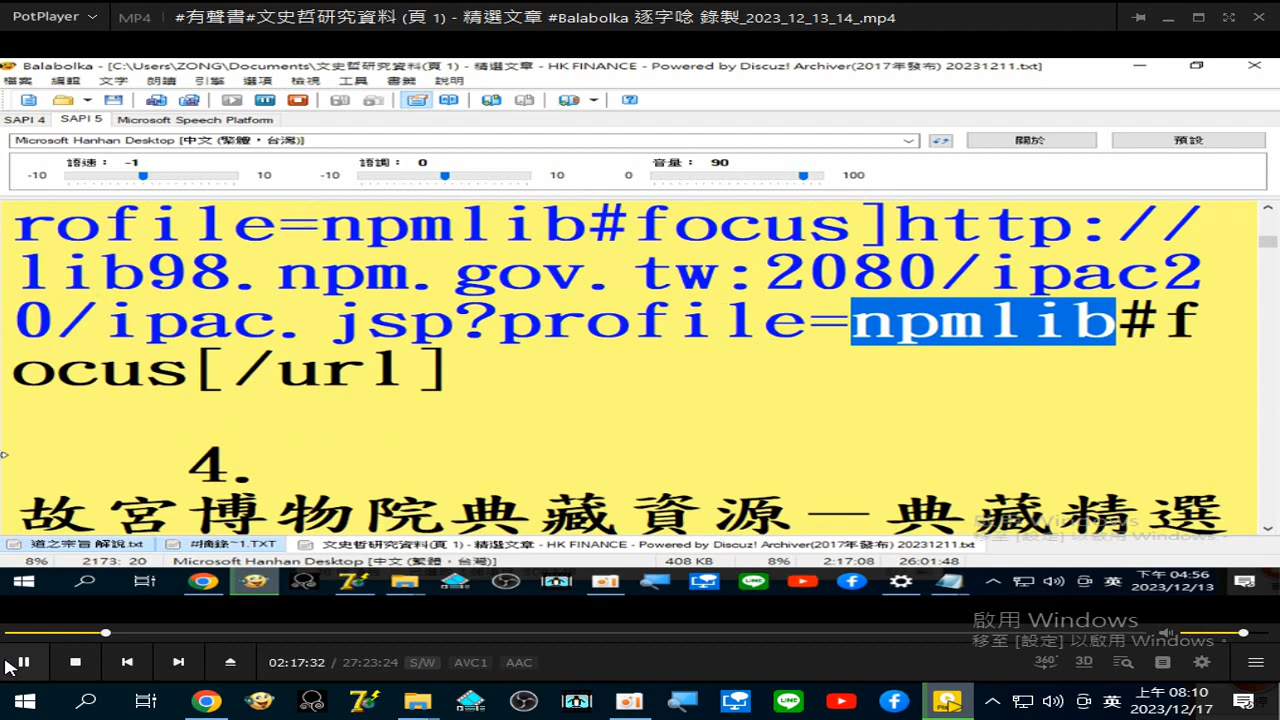 PotPlayer MP4 #有聲書#文史哲研究資料 (頁 1) - 精選文章 #Balabolka 逐字唸 錄製_2023_12_13_14_.mp4
Balabolka - [C:\Users\ZONG\Documents\文史哲研究資料(頁 1) - 精選文章 - HK FINANCE - Powered by Discuz! Archiver(2017年發布) 20231211.txt]
檔案 編輯 文字 朗讀 引擎 選項 檢視 工具 書籤 說明
SAPI 4 SAPI 5 Microsoft Speech Platform
Microsoft Hanhan Desktop [中文 (繁體，台灣)] 關於 預設
語速： -1 語調： 0 音量： 90
-10 10 -10 10 0 100
rofile=npmlib#focus]http://
lib98.npm.gov.tw:2080/ipac2
0/ipac.jsp?profile=npmlib#f
ocus[/url]
4.
故宮博物院典藏資源－典藏精選
道之宗旨 解說.txt #摘錄~1.TXT 文史哲研究資料(頁 1) - 精選文章 - HK FINANCE - Powered by Discuz! Archiver(2017年發布) 20231211.txt
8% 2173: 20 Microsoft Hanhan Desktop [中文 (繁體，台灣)] 408 KB 8% 2:17:08 26:01:48
英 下午 04:56
2023/12/13
啟用 Windows
移至 [設定] 以啟用 Windows。
02:17:32 / 27:23:24 S/W AVC1 AAC 360° 3D
英 上午 08:10
2023/12/17